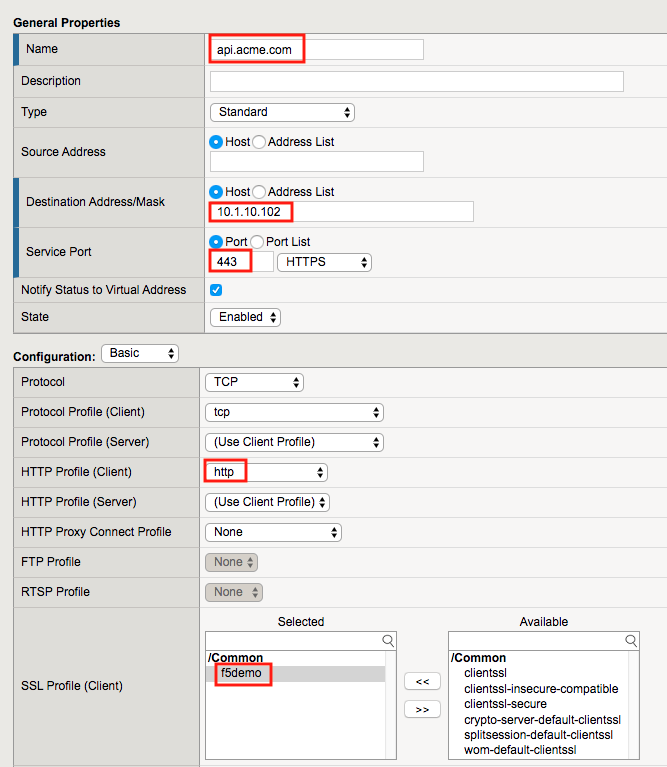 General Properties
Name api.acme.com
Description
Type Standard
Source Address Host Address List
Destination Address/Mask Host Address List
10.1.10.102
Service Port Port Port List
443 HTTPS
Notify Status to Virtual Address
State Enabled
Configuration: Basic
Protocol TCP
Protocol Profile (Client) tcp
Protocol Profile (Server) (Use Client Profile)
HTTP Profile (Client) http
HTTP Profile (Server) (Use Client Profile)
HTTP Proxy Connect Profile None
FTP Profile None
RTSP Profile None
SSL Profile (Client)
Selected
/Common
f5demo
<<
>>
Available
/Common
clientssl
clientssl-insecure-compatible
clientssl-secure
crypto-server-default-clientssl
splitsession-default-clientssl
wom-default-clientssl